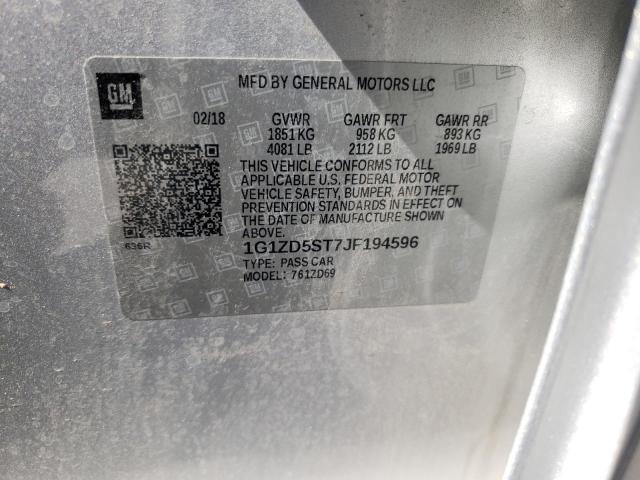 GM
MFD BY GENERAL MOTORS LLC
02/18 GVWR GAWR FRT GAWR RR
1851 KG 958 KG 893 KG
4081 LB 2112 LB 1969 LB
THIS VEHICLE CONFORMS TO ALL
APPLICABLE U.S. FEDERAL MOTOR
VEHICLE SAFETY, BUMPER, AND THEFT
PREVENTION STANDARDS IN EFFECT ON
THE DATE OF MANUFACTURE SHOWN
ABOVE.
636R 1G1ZD5ST7JF194596
TYPE: PASS CAR
MODEL: 761ZD69